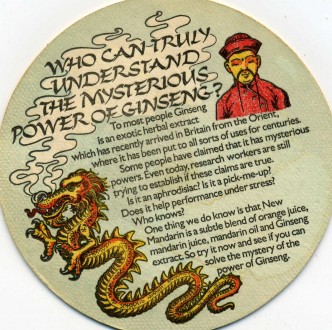 WHO CAN TRULY
UNDERSTAND
THE MYSTERIOUS
POWER OF GINSENG?
To most people Ginseng
is an exotic herbal extract
which has recently arrived in Britain from the Orient,
where it has been put to all sorts of uses for centuries.
Some people have claimed that it has mysterious
powers. Even today, research workers are still
trying to establish if these claims are true.
Is it an aphrodisiac? Is it a pick-me-up?
Does it help performance under stress?
Who knows?
One thing we do know is that New
Mandarin is a subtle blend of orange juice,
mandarin juice, mandarin oil and Ginseng
extract. So try it now and see if you can
solve the mystery of the
power of Ginseng.